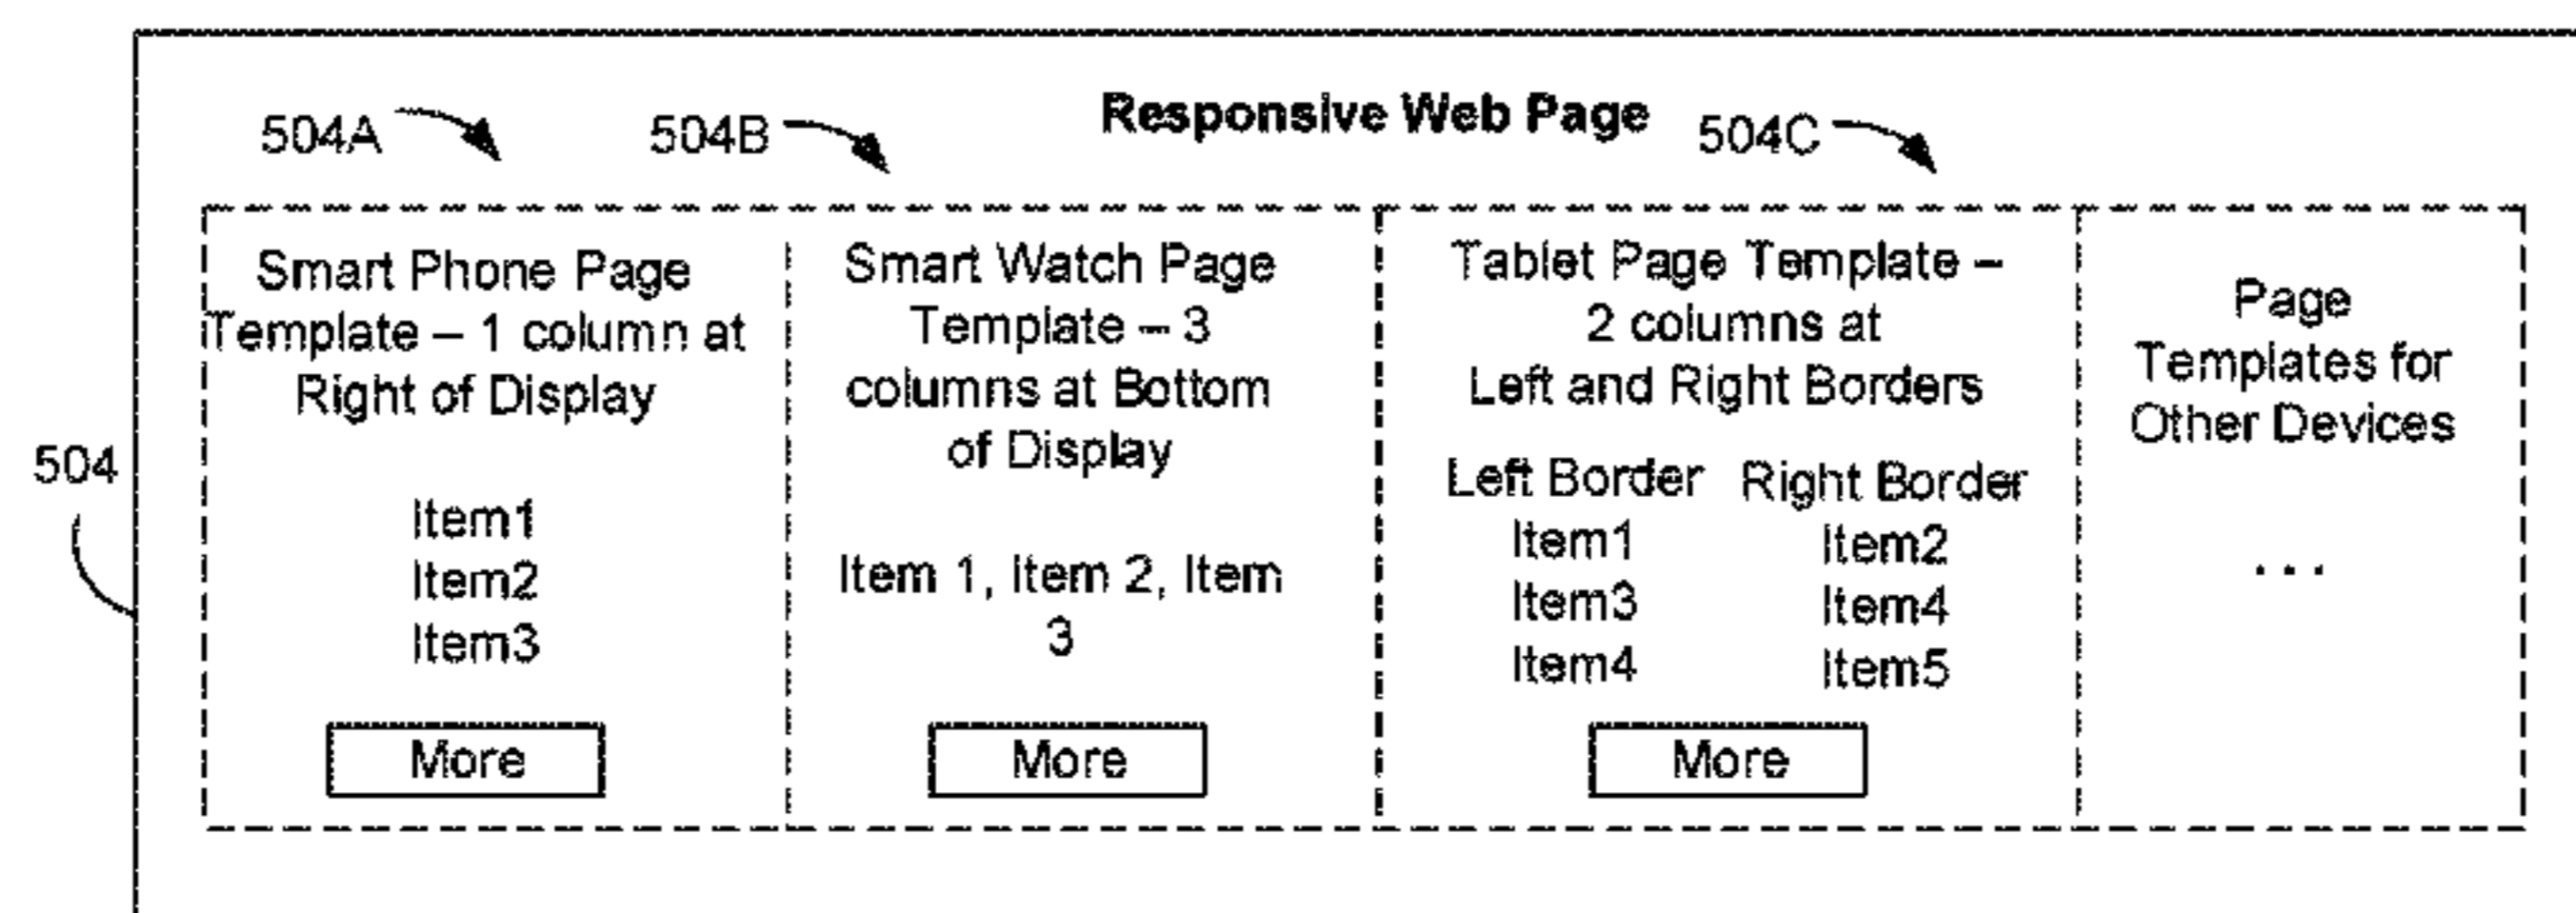 Responsive Web Page
504A
504B
504C
504
Smart Phone Page
Template – 1 column at
Right of Display
Item1
Item2
Item3
More
Smart Watch Page
Template – 3
columns at Bottom
of Display
Item 1, Item 2, Item
3
More
Tablet Page Template –
2 columns at
Left and Right Borders
Left Border Right Border
Item1 Item2
Item3 Item4
Item4 Item5
More
Page
Templates for
Other Devices
. . .